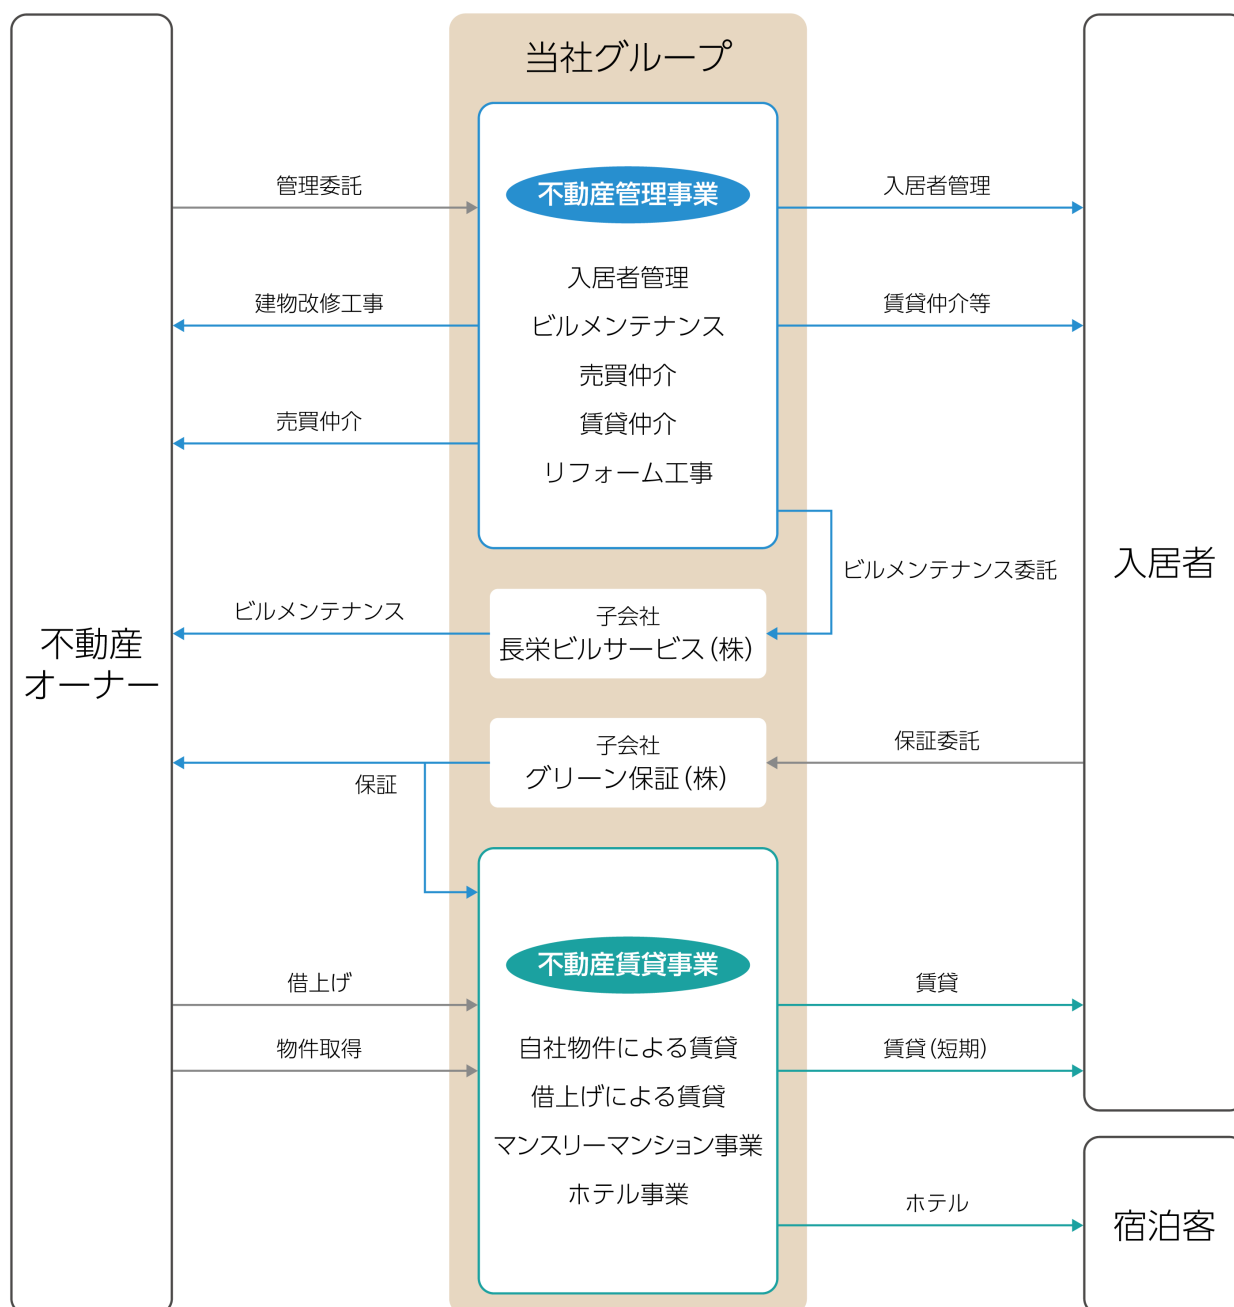 当社グループ
不動産管理事業
入居者管理
ビルメンテナンス
売買仲介
賃貸仲介
リフォーム工事
管理委託
建物改修工事
売買仲介
入居者管理
賃貸仲介等
ビルメンテナンス委託
ビルメンテナンス
子会社
長栄ビルサービス(株)
不動産
オーナー
入居者
子会社
グリーン保証(株)
保証委託
保証
不動産賃貸事業
自社物件による賃貸
借上げによる賃貸
マンスリーマンション事業
ホテル事業
借上げ
物件取得
賃貸
賃貸(短期)
ホテル
宿泊客